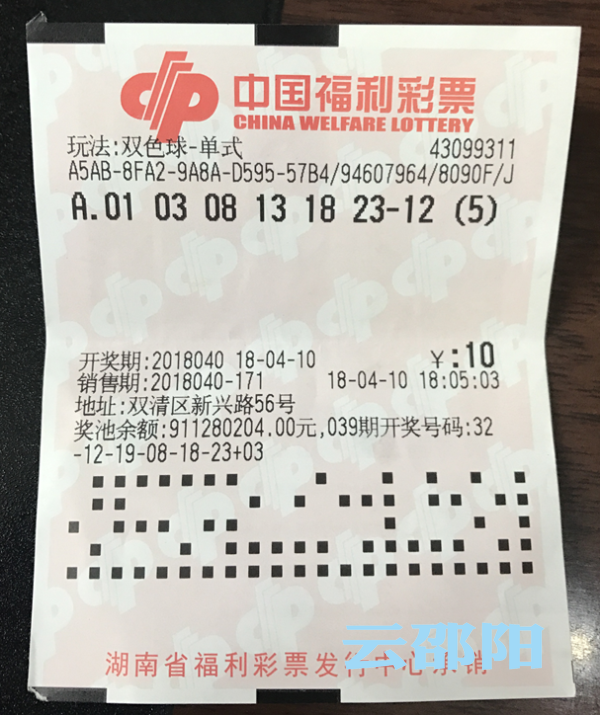 中国福利彩票
CHINA WELFARE LOTTERY
玩法:双色球-单式 43099311
A5AB-8FA2-9A8A-D595-57B4/94607964/8090F/J
A.01 03 08 13 18 23-12 (5)
开奖期:2018040 18-04-10 ¥:10
销售期:2018040-171 18-04-10 18:05:03
地址:双清区新兴路56号
奖池余额:911280204.00元,039期开奖号码:32
-12-19-08-18-23+03
云邵阳
湖南省福利彩票发行中心承销